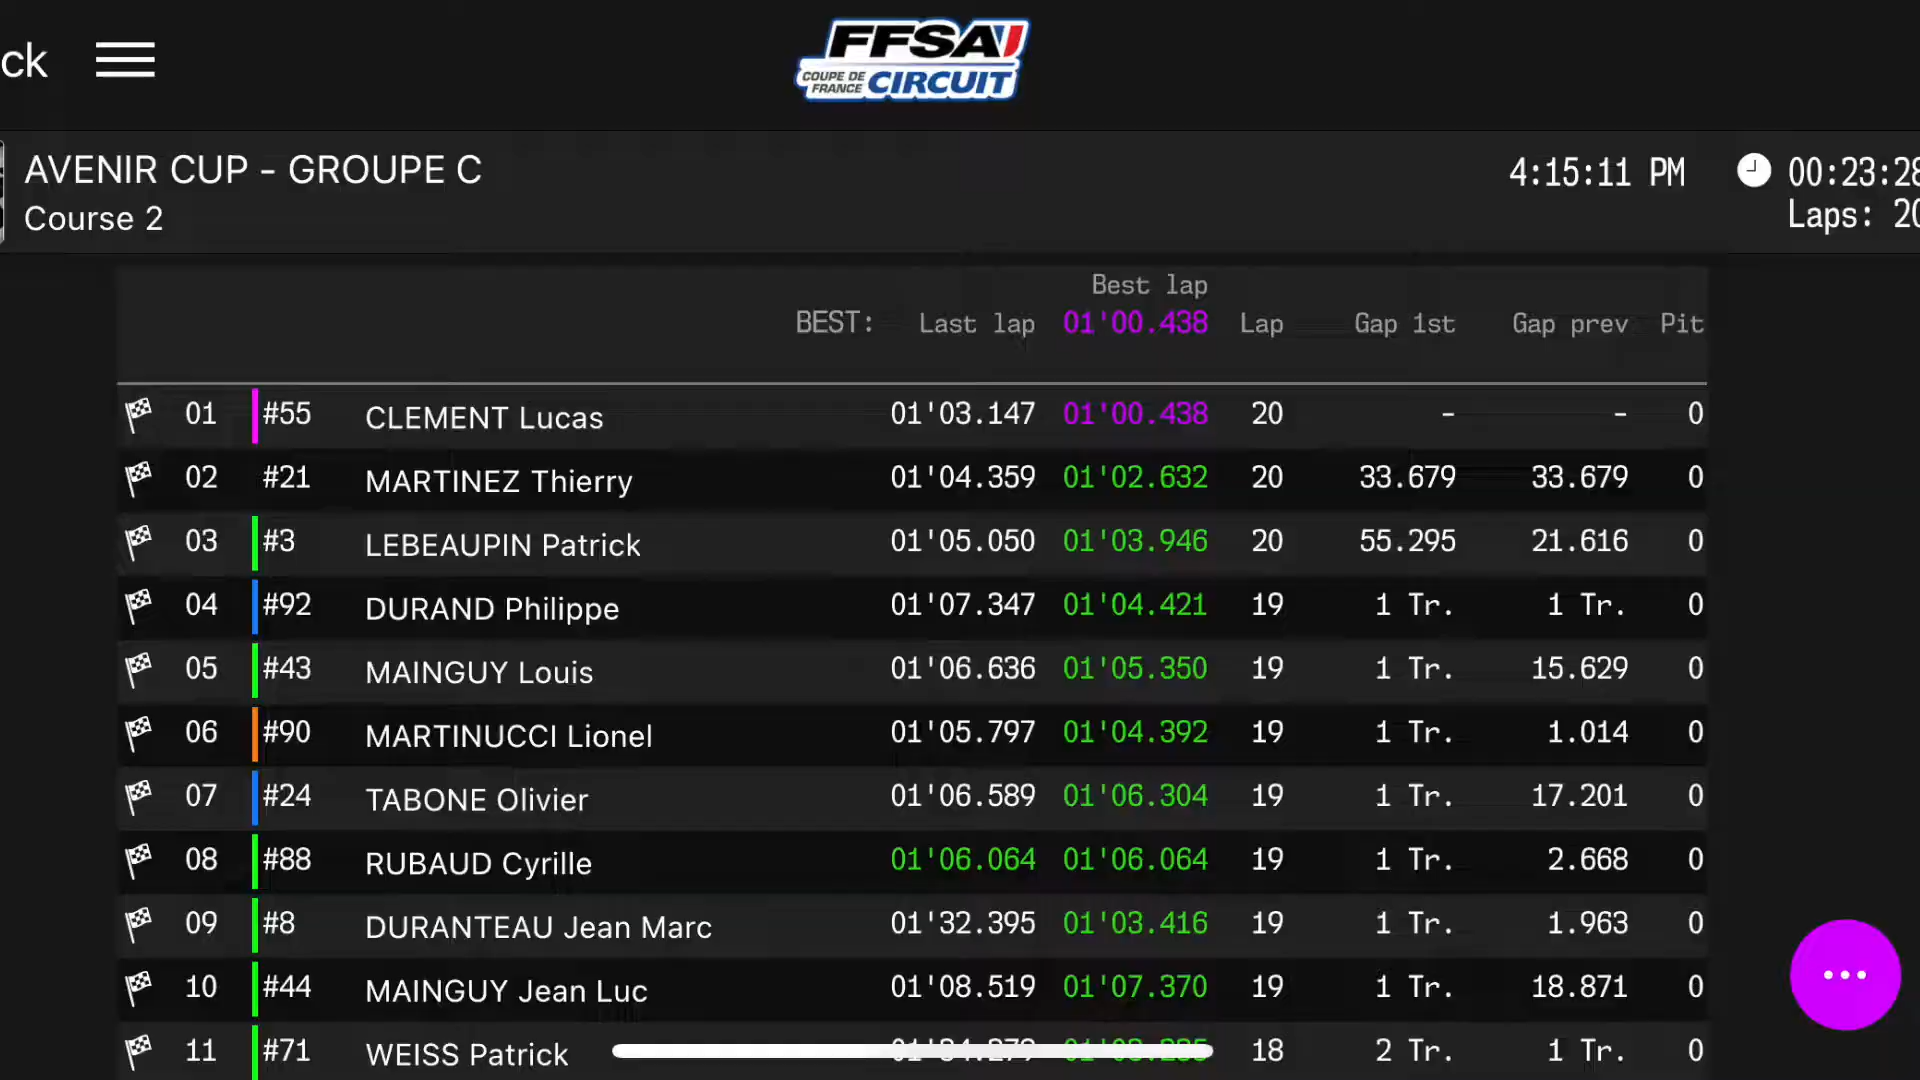 ck
FFSA
COUPE DE FRANCE CIRCUIT
AVENIR CUP - GROUPE C
Course 2
4:15:11 PM
00:23:28
Laps: 20
BEST: Last lap Best lap 01'00.438 Lap Gap 1st Gap prev Pit
01 #55 CLEMENT Lucas 01'03.147 01'00.438 20 - - 0
02 #21 MARTINEZ Thierry 01'04.359 01'02.632 20 33.679 33.679 0
03 #3 LEBEAUPIN Patrick 01'05.050 01'03.946 20 55.295 21.616 0
04 #92 DURAND Philippe 01'07.347 01'04.421 19 1 Tr. 1 Tr. 0
05 #43 MAINGUY Louis 01'06.636 01'05.350 19 1 Tr. 15.629 0
06 #90 MARTINUCCI Lionel 01'05.797 01'04.392 19 1 Tr. 1.014 0
07 #24 TABONE Olivier 01'06.589 01'06.304 19 1 Tr. 17.201 0
08 #88 RUBAUD Cyrille 01'06.064 01'06.064 19 1 Tr. 2.668 0
09 #8 DURANTEAU Jean Marc 01'32.395 01'03.416 19 1 Tr. 1.963 0
10 #44 MAINGUY Jean Luc 01'08.519 01'07.370 19 1 Tr. 18.871 0
11 #71 WEISS Patrick 18 2 Tr. 1 Tr. 0